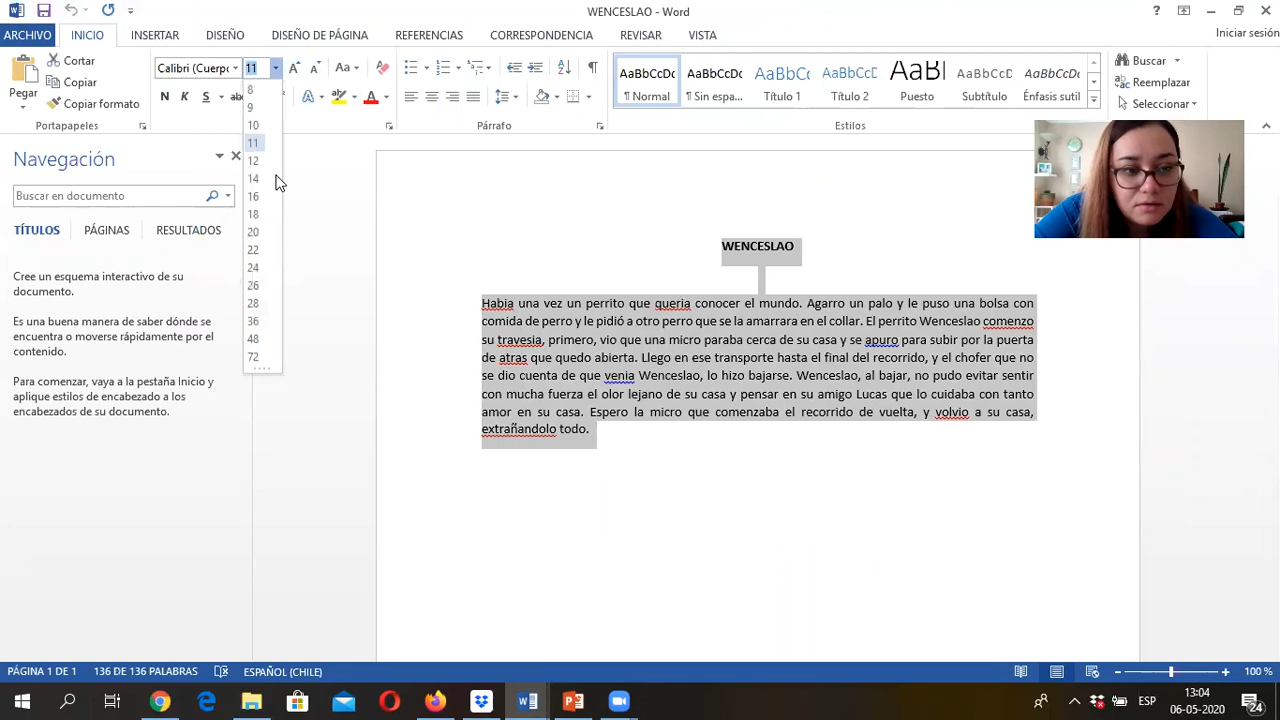 WENCESLAO - Word
Iniciar sesión
ARCHIVO INICIO INSERTAR DISEÑO DISEÑO DE PÁGINA REFERENCIAS CORRESPONDENCIA REVISAR VISTA
Pegar
Cortar
Copiar
Copiar formato
Portapapeles
Calibri (Cuerpo
11
Aa
N K S abc
A
Párrafo
AaBbCcDc
¶ Normal
AaBbCcDc
¶ Sin espa...
AaBbCcDc
Título 1
AaBbCcD
Título 2
AaBbC
Puesto
AaBbCcD
Subtítulo
AaBbCcDc
Énfasis sutil
Estilos
Buscar
Reemplazar
Seleccionar
8
9
10
11
12
14
16
18
20
22
24
26
28
36
48
72
Navegación
Buscar en documento
TÍTULOS PÁGINAS RESULTADOS
Cree un esquema interactivo de su
documento.
Es una buena manera de saber dónde se
encuentra o moverse rápidamente por el
contenido.
Para comenzar, vaya a la pestaña Inicio y
aplique estilos de encabezado a los
encabezados de su documento.
WENCESLAO
Habia una vez un perrito que queria conocer el mundo. Agarro un palo y le puso una bolsa con
comida de perro y le pidió a otro perro que se la amarrara en el collar. El perrito Wenceslao comenzo
su travesia, primero, vio que una micro paraba cerca de su casa y se apuro para subir por la puerta
de atras que quedo abierta. Llego en ese transporte hasta el final del recorrido, y el chofer que no
se dio cuenta de que venia Wenceslao, lo hizo bajarse. Wenceslao, al bajar, no pudo evitar sentir
con mucha fuerza el olor lejano de su casa y pensar en su amigo Lucas que lo cuidaba con tanto
amor en su casa. Espero la micro que comenzaba el recorrido de vuelta, y volvio a su casa,
extrañandolo todo.
PÁGINA 1 DE 1 136 DE 136 PALABRAS ESPAÑOL (CHILE) 100 %
ESP
13:04
06-05-2020
24